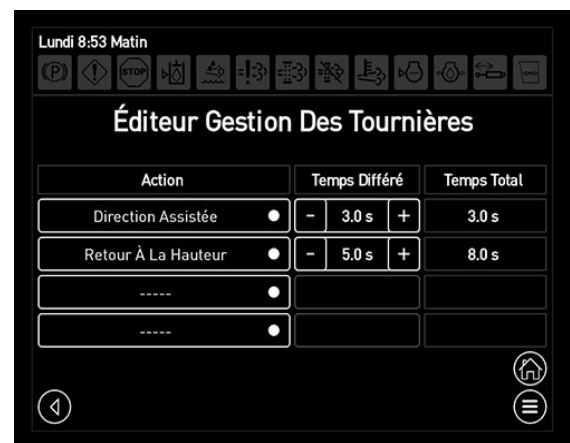 Lundi 8:53 Matin
(P) STOP
Éditeur Gestion Des Tournières
Action Temps Différé Temps Total
Direction Assistée - 3.0 s + 3.0 s
Retour À La Hauteur - 5.0 s + 8.0 s
-----
-----